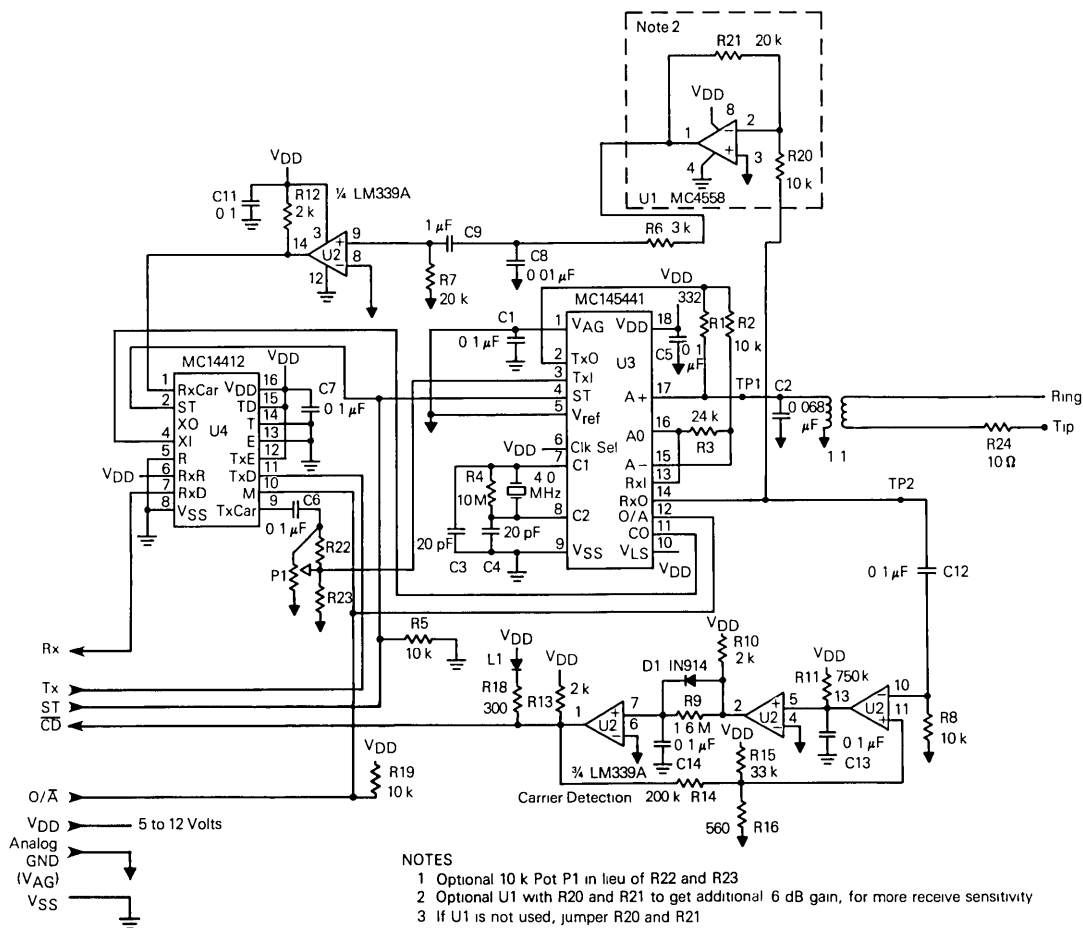 Note 2
R21 20 k
VDD
8
1
2
3
4
R20
10 k
U1 MC4558
VDD
C11
0 1
R12
2 k
¼ LM339A
3
14
U2
12
9
8
1 µF
C9
R7
20 k
C8
0 01 µF
R6 3 k
VDD
332
R1
R2
10 k
MC145441
U3
C1
0 1 µF
1 VAG
2 TxO
3 TxI
4 ST
5 Vref
6 Clk Sel
VDD
7 C1
8 C2
9 VSS
VDD 18
C5
0 1
µF
A+ 17
A0 16
A− 15
RxI 13
RxO 14
O/A 12
CO 11
VLS 10
VDD
24 k
R3
TP1
C2
0 068
µF
1 1
Ring
Tip
R24
10 Ω
MC14412
U4
VDD
1 RxCar
2 ST
XO
4 XI
5 R
VDD
6 RxR
7 RxD
8 VSS
VDD 16
TD 15
T 14
E 13
TxE 12
TxD 11
M 10
TxCar 9
C7
0 1 µF
C6
0 1 µF
R4
10 M
4 0
MHz
20 pF
20 pF
C3
C4
P1
R22
R23
TP2
0 1 µF
C12
Rx
Tx
ST
CD
R5
10 k
VDD
L1
R18
300
VDD
R13
2 k
1
U2
7
6
¾ LM339A
D1 IN914
R9
1 6 M
0 1 µF
C14
VDD
R10
2 k
2
U2
5
4
VDD
R11
750 k
13
U2
10
11
0 1 µF
C13
R8
10 k
VDD
R15
33 k
Carrier Detection
200 k R14
560
R16
VDD
R19
10 k
O/A
VDD
5 to 12 Volts
Analog
GND
(VAG)
VSS
NOTES
1 Optional 10 k Pot P1 in lieu of R22 and R23
2 Optional U1 with R20 and R21 to get additional 6 dB gain, for more receive sensitivity
3 If U1 is not used, jumper R20 and R21